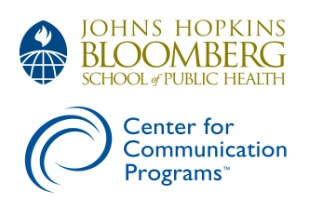 JOHNS HOPKINS
BLOOMBERG
SCHOOL of PUBLIC HEALTH
Center for
Communication
Programs™